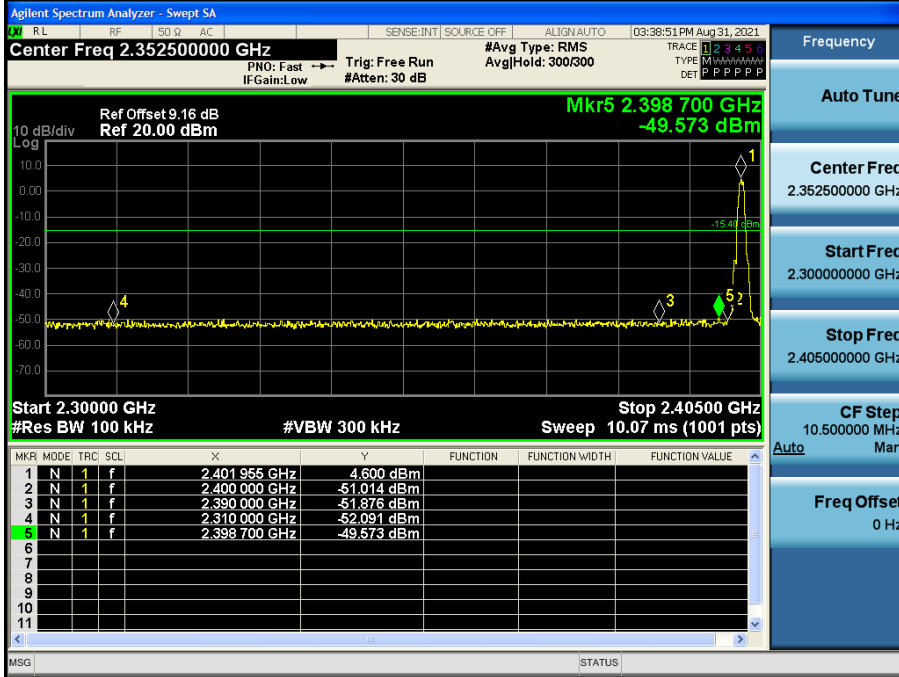 Agilent Spectrum Analyzer - Swept SA
LXI RL RF 50 Ω AC SENSE:INT SOURCE OFF ALIGN AUTO 03:38:51 PM Aug 31, 2021
Center Freq 2.352500000 GHz
PNO: Fast
IFGain:Low
Trig: Free Run
#Atten: 30 dB
#Avg Type: RMS
Avg|Hold: 300/300
TRACE 1 2 3 4 5 6
TYPE M
DET P P P P P P
Mkr5 2.398 700 GHz
-49.573 dBm
Ref Offset 9.16 dB
10 dB/div Ref 20.00 dBm
Log
10.0
0.00
-10.0
-20.0
-30.0
-40.0
-50.0
-60.0
-70.0
-15.40 dBm
1
4
3
5
2
Start 2.30000 GHz Stop 2.40500 GHz
#Res BW 100 kHz #VBW 300 kHz Sweep 10.07 ms (1001 pts)
MKR MODE TRC SCL X Y FUNCTION FUNCTION WIDTH FUNCTION VALUE
1 N 1 f 2.401 955 GHz 4.600 dBm
2 N 1 f 2.400 000 GHz -51.014 dBm
3 N 1 f 2.390 000 GHz -51.876 dBm
4 N 1 f 2.310 000 GHz -52.091 dBm
5 N 1 f 2.398 700 GHz -49.573 dBm
6
7
8
9
10
11
MSG STATUS
Frequency
Auto Tune
Center Freq
2.352500000 GHz
Start Freq
2.300000000 GHz
Stop Freq
2.405000000 GHz
CF Step
10.500000 MHz
Auto Man
Freq Offset
0 Hz